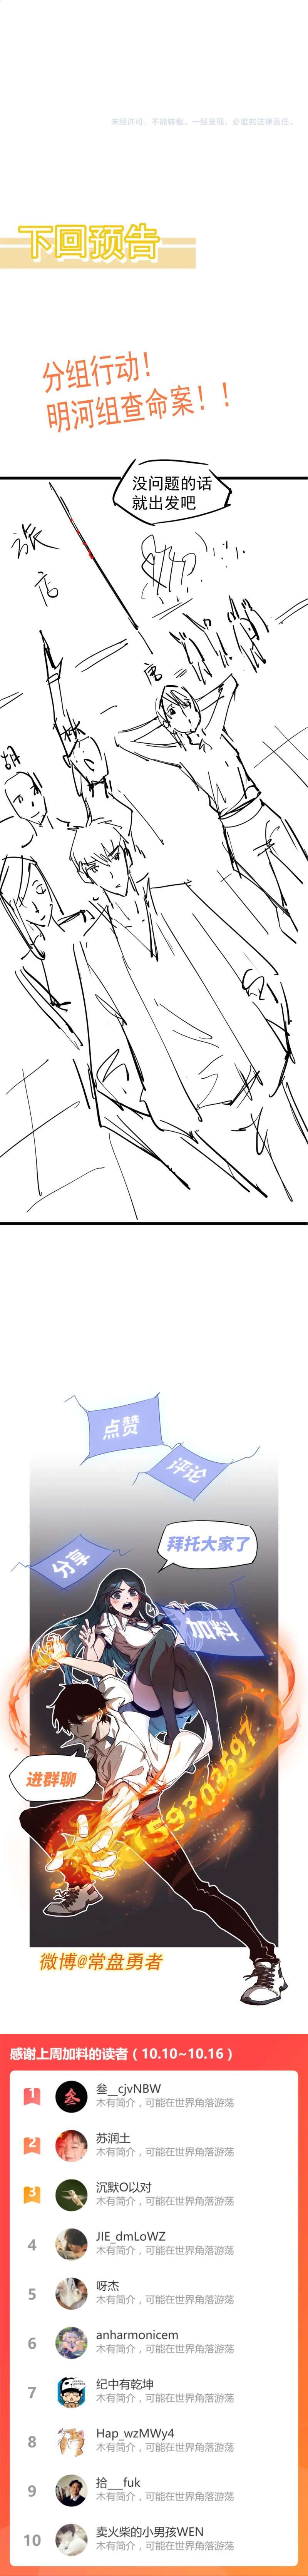 未经许可，不能转载，一经发现，必追究法律责任。
下回预告
分组行动！
明河组查命案！！
没问题的话
就出发吧
张
店
唐
林
胡
点赞
评论
拜托大家了
分享
加料
进群聊
微博@常盘勇者
感谢上周加料的读者（10.10~10.16）
1
叁__cjvNBW
木有简介，可能在世界角落游荡
2
苏润土
木有简介，可能在世界角落游荡
3
沉默O以对
木有简介，可能在世界角落游荡
4
JIE_dmLoWZ
木有简介，可能在世界角落游荡
5
呀杰
木有简介，可能在世界角落游荡
6
anharmonicem
木有简介，可能在世界角落游荡
7
纪中有乾坤
木有简介，可能在世界角落游荡
8
Hap_wzMWy4
木有简介，可能在世界角落游荡
9
拾___fuk
木有简介，可能在世界角落游荡
10
卖火柴的小男孩WEN
木有简介，可能在世界角落游荡